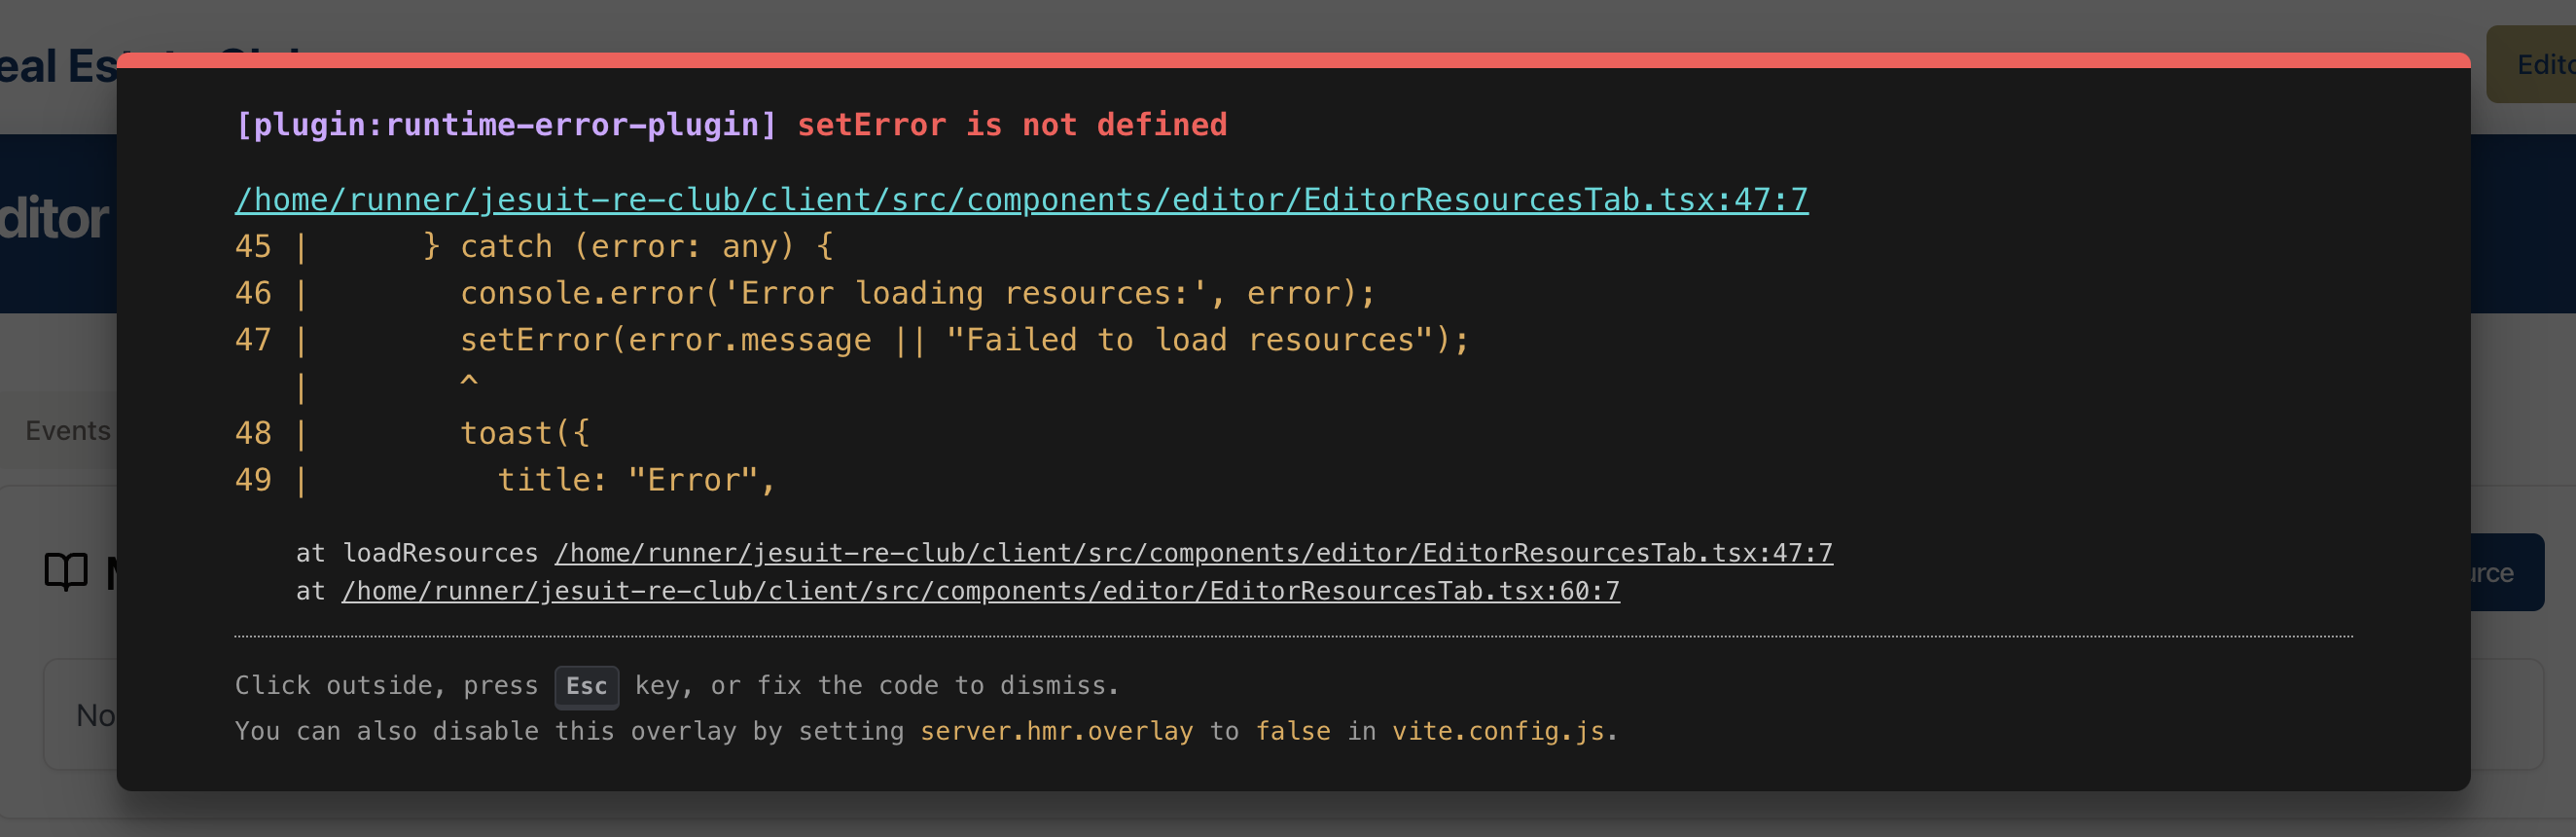 eal Es
Edito
[plugin:runtime-error-plugin] setError is not defined
/home/runner/jesuit-re-club/client/src/components/editor/EditorResourcesTab.tsx:47:7
ditor
45 |      } catch (error: any) {
46 |        console.error('Error loading resources:', error);
47 |        setError(error.message || "Failed to load resources");
   |        ^
48 |        toast({
49 |          title: "Error",
Events
at loadResources /home/runner/jesuit-re-club/client/src/components/editor/EditorResourcesTab.tsx:47:7
urce
at /home/runner/jesuit-re-club/client/src/components/editor/EditorResourcesTab.tsx:60:7
Click outside, press Esc key, or fix the code to dismiss.
No
You can also disable this overlay by setting server.hmr.overlay to false in vite.config.js.